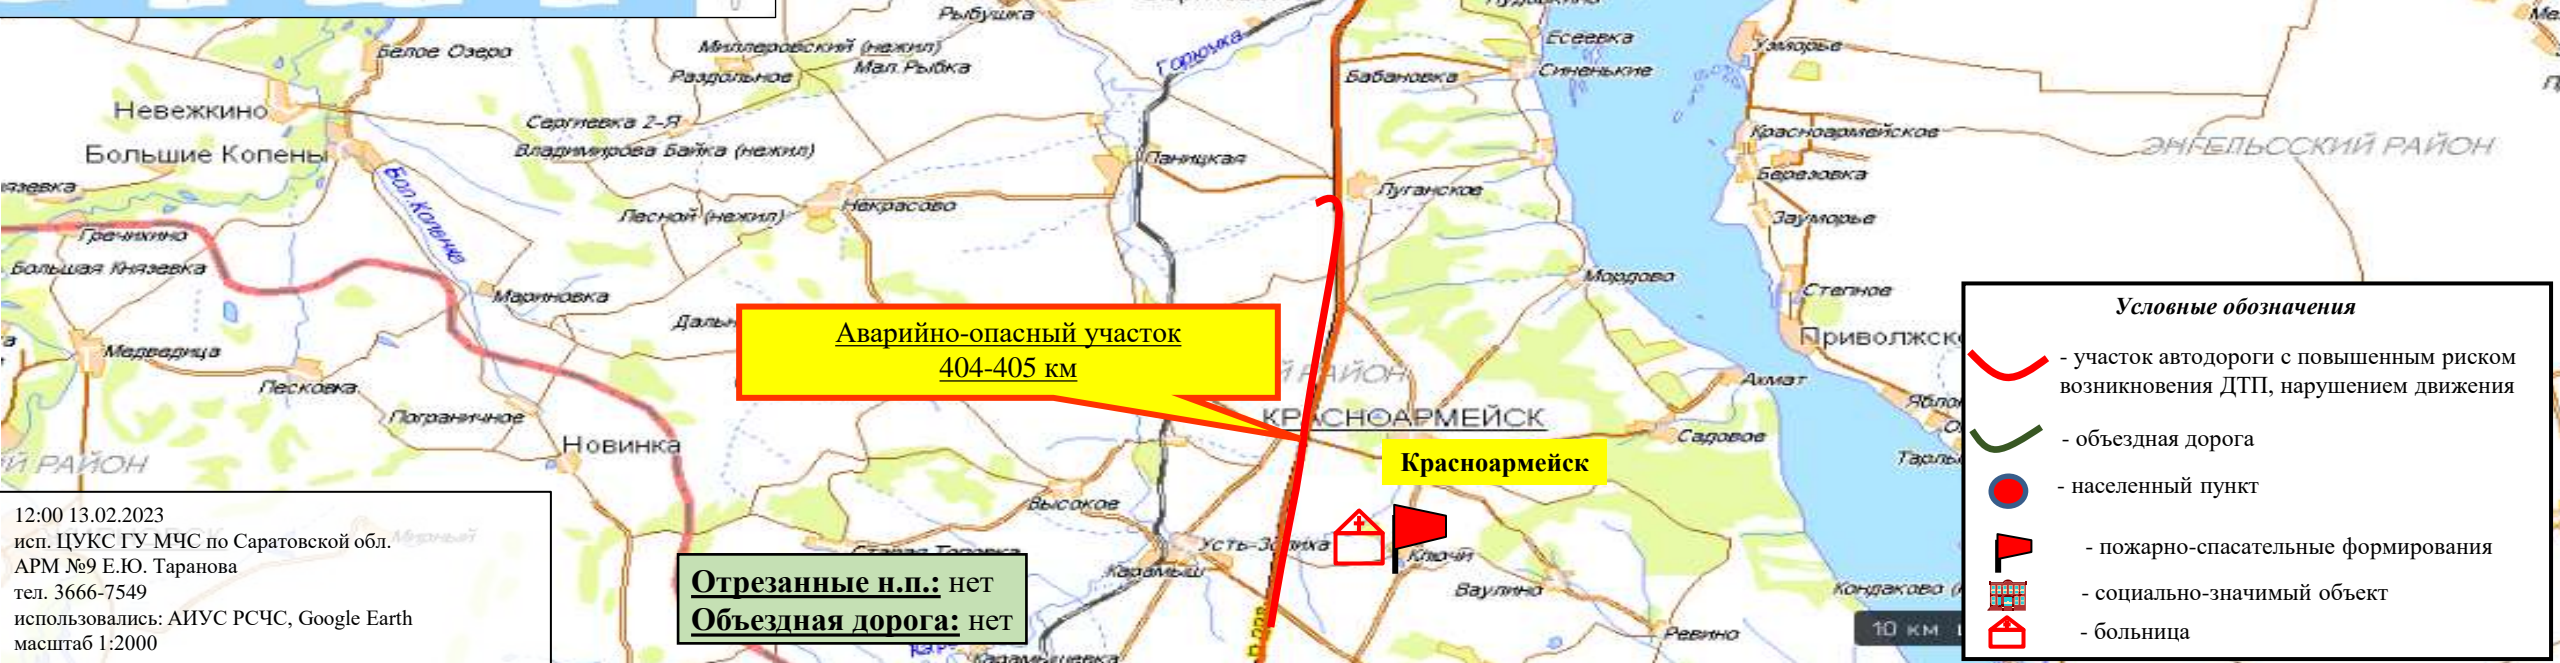 Рыбушка
Белое Озеро
Миллеровский (нежил)
Мал.Рыбка
Раздольное
Горючка
Есеевка
Синенькие
Бабановка
Узморье
Невежкино
Сергиевка 2-Я
Большие Копены
Владимирова Байка (нежил)
Паницкая
Красноармейское
ЭНГЕЛЬССКИЙ РАЙОН
Березовка
Бол.Копенка
Луганское
Лесной (нежил)
Некрасово
Зауморье
Гречихино
Большая Князевка
Мариновка
Мордово
Степное
Приволжск
Медведица
Песковка
Пограничное
Новинка
Й РАЙОН
Аварийно-опасный участок
404-405 км
Й РАЙОН
КРАСНОАРМЕЙСК
Красноармейск
Ахмат
Садовое
Высокое
Усть-Золиха
Карамыш
Ключи
Ваулино
Ревино
Карамышевка
10 км
12:00 13.02.2023
исп. ЦУКС ГУ МЧС по Саратовской обл.
АРМ №9 Е.Ю. Таранова
тел. 3666-7549
использовались: АИУС РСЧС, Google Earth
масштаб 1:2000
Отрезанные н.п.: нет
Объездная дорога: нет
Условные обозначения
- участок автодороги с повышенным риском
возникновения ДТП, нарушением движения
- объездная дорога
- населенный пункт
- пожарно-спасательные формирования
- социально-значимый объект
- больница